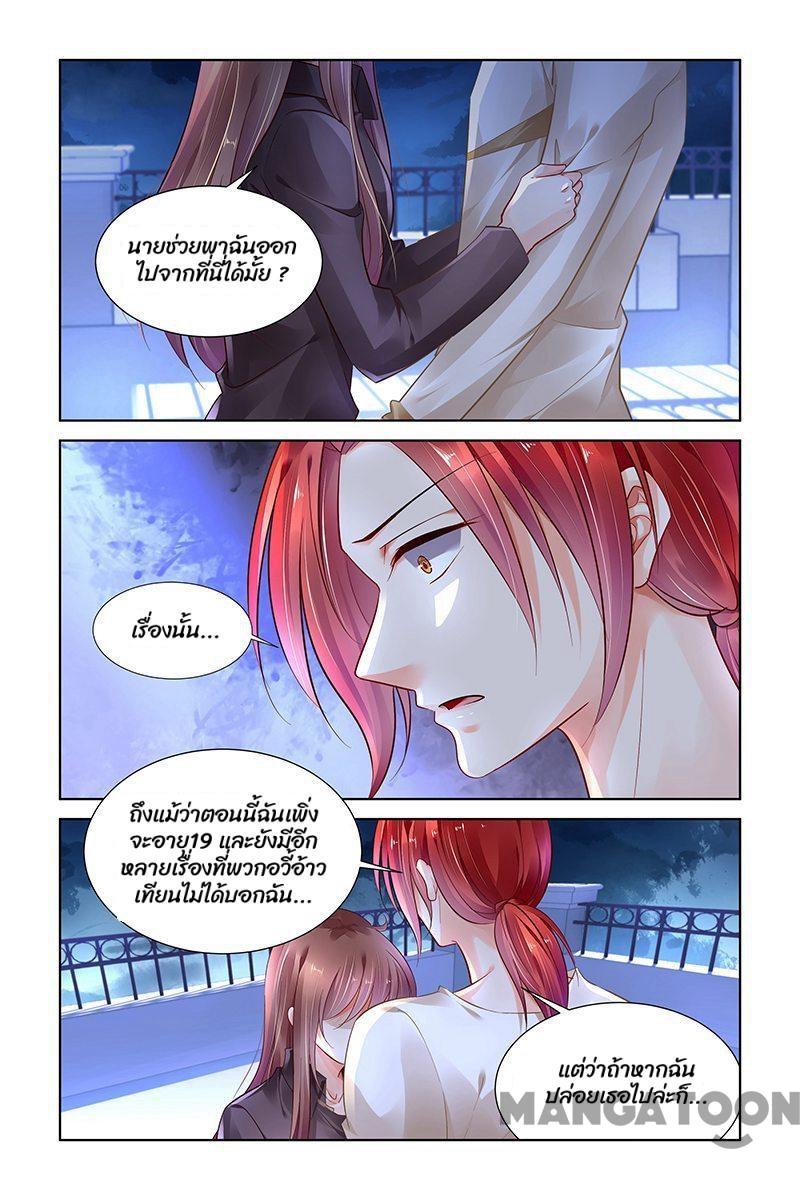 นายช่วยพาฉันออก
ไปจากที่นี่ได้มั้ย ?
เรื่องนั้น...
ถึงแม้ว่าตอนนี้ฉันเพิ่ง
จะอายุ19 และยังมีอีก
หลายเรื่องที่พวกอวี้อ้าว
เทียนไม่ได้บอกฉัน...
แต่ว่าถ้าหากฉัน
ปล่อยเธอไปล่ะก็...
MANGATOON